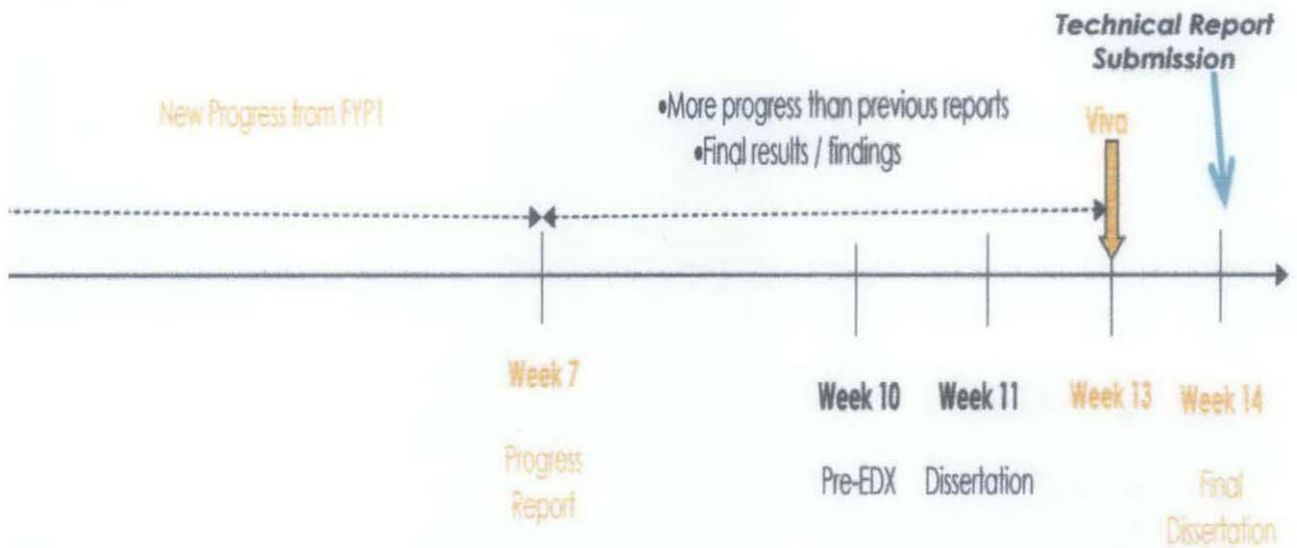 Technical Report
Submission
New Progress from FYP1
•More progress than previous reports
•Final results / findings
Viva
Week 7
Week 10
Week 11
Week 13
Week 14
Progress
Report
Pre-EDX
Dissertation
Final
Dissertation